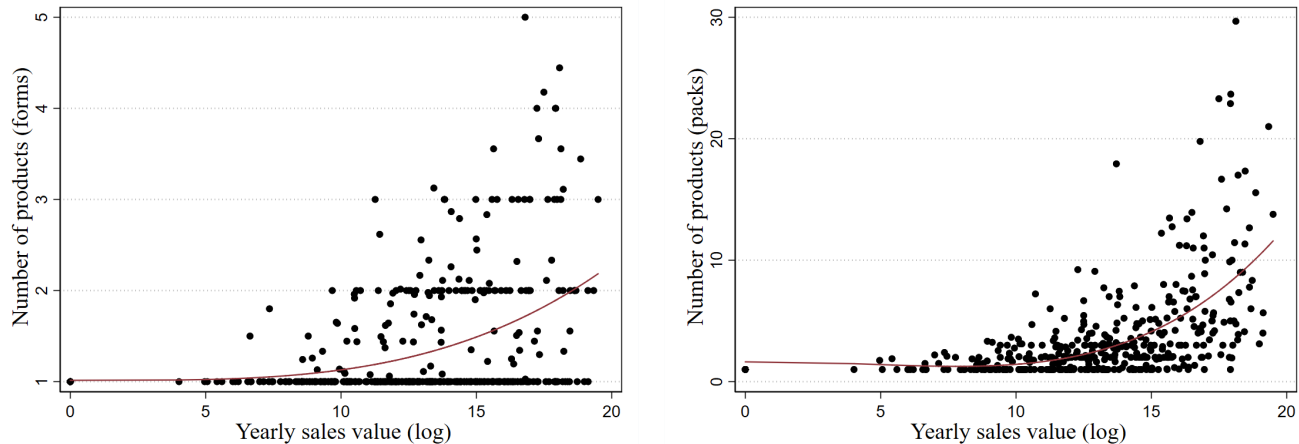 Number of products (forms)
5
4
3
2
1
0 5 10 15 20
Yearly sales value (log)
Number of products (packs)
30
20
10
0
0 5 10 15 20
Yearly sales value (log)